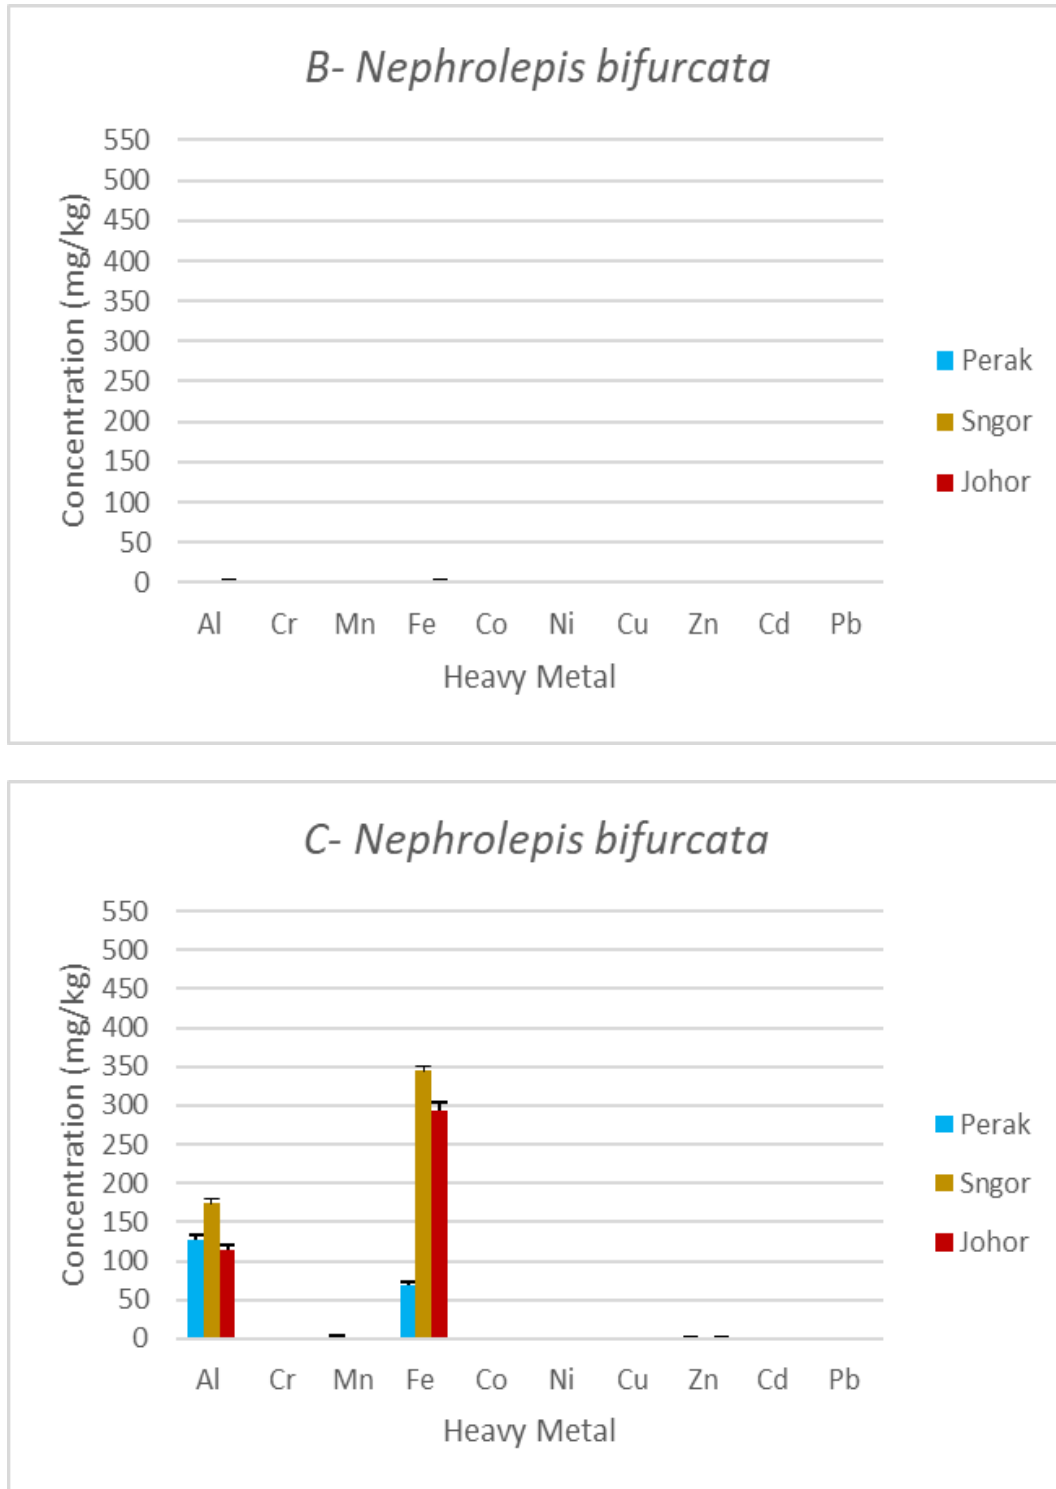 B- Nephrolepis bifurcata
Concentration (mg/kg)
550
500
450
400
350
300
250
200
150
100
50
0
Al Cr Mn Fe Co Ni Cu Zn Cd Pb
Heavy Metal
Perak
Sngor
Johor
C- Nephrolepis bifurcata
Concentration (mg/kg)
550
500
450
400
350
300
250
200
150
100
50
0
Al Cr Mn Fe Co Ni Cu Zn Cd Pb
Heavy Metal
Perak
Sngor
Johor